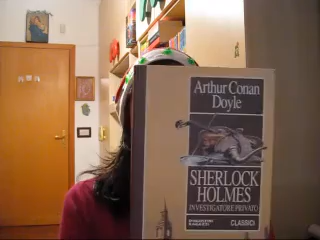 Arthur Conan
Doyle
SHERLOCK
HOLMES
INVESTIGATORE PRIVATO
CLASSICI